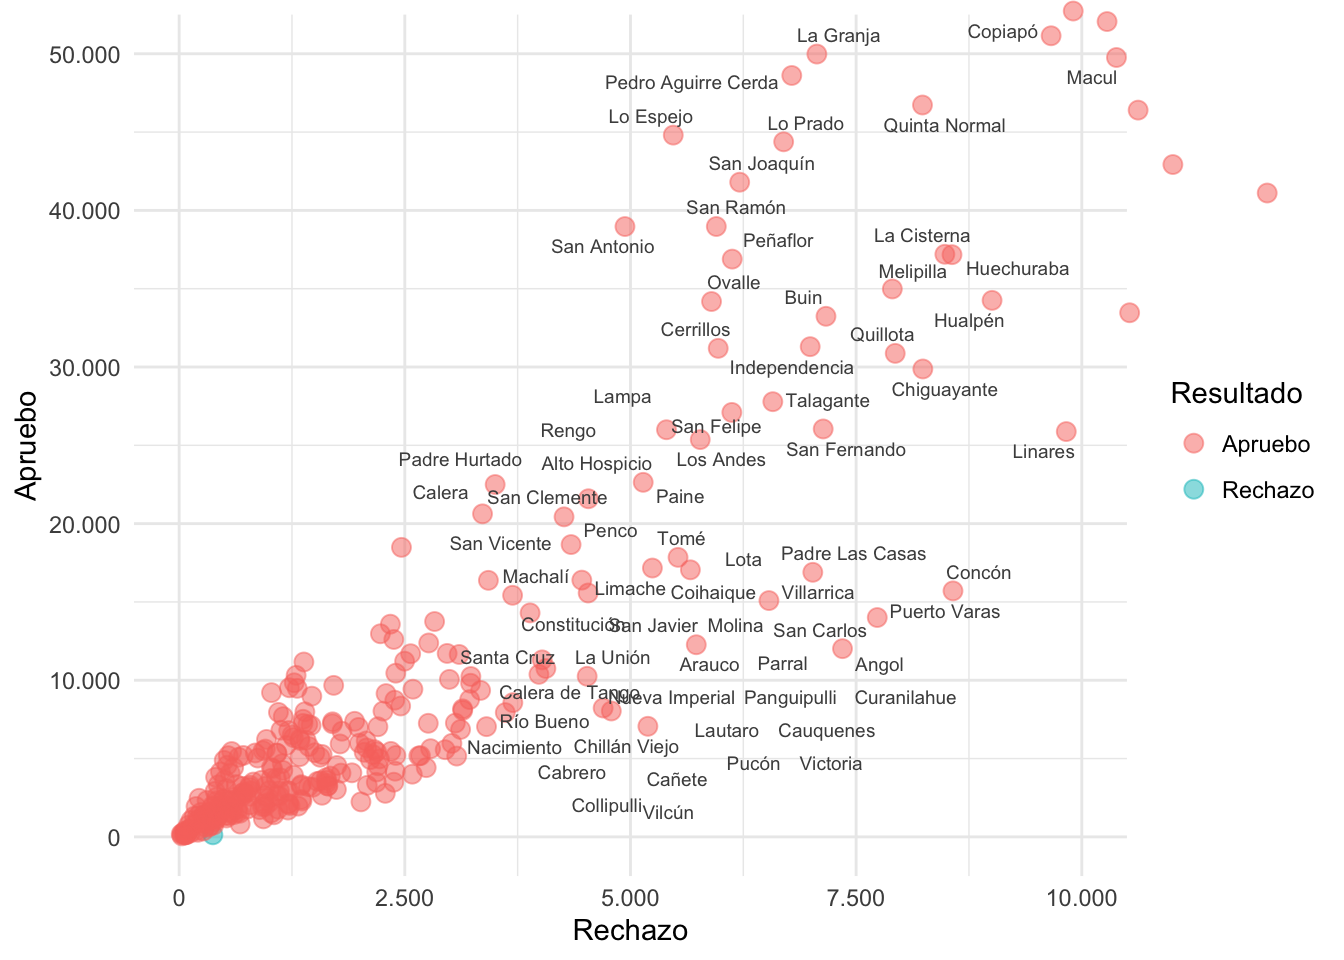 Copiapó
La Granja
Macul
Pedro Aguirre Cerda
Lo Espejo
Lo Prado
Quinta Normal
San Joaquín
San Ramón
San Antonio
Peñaflor
La Cisterna
Huechuraba
Melipilla
Ovalle
Buin
Hualpén
Cerrillos
Quillota
Independencia
Chiguayante
Lampa
Talagante
Rengo
San Felipe
San Fernando
Linares
Padre Hurtado
Alto Hospicio
Los Andes
Calera
San Clemente
Paine
Penco
San Vicente
Tomé
Lota
Padre Las Casas
Concón
Machalí
Limache
Coihaique
Villarrica
Puerto Varas
Constitución
San Javier
Molina
San Carlos
Santa Cruz
La Unión
Arauco
Parral
Angol
Calera de Tango
Nueva Imperial
Panguipulli
Curanilahue
Río Bueno
Lautaro
Cauquenes
Nacimiento
Chillán Viejo
Pucón
Victoria
Cabrero
Cañete
Collipulli
Vilcún
50.000
40.000
30.000
20.000
10.000
0
0
2.500
5.000
7.500
10.000
Rechazo
Apruebo
Resultado
Apruebo
Rechazo